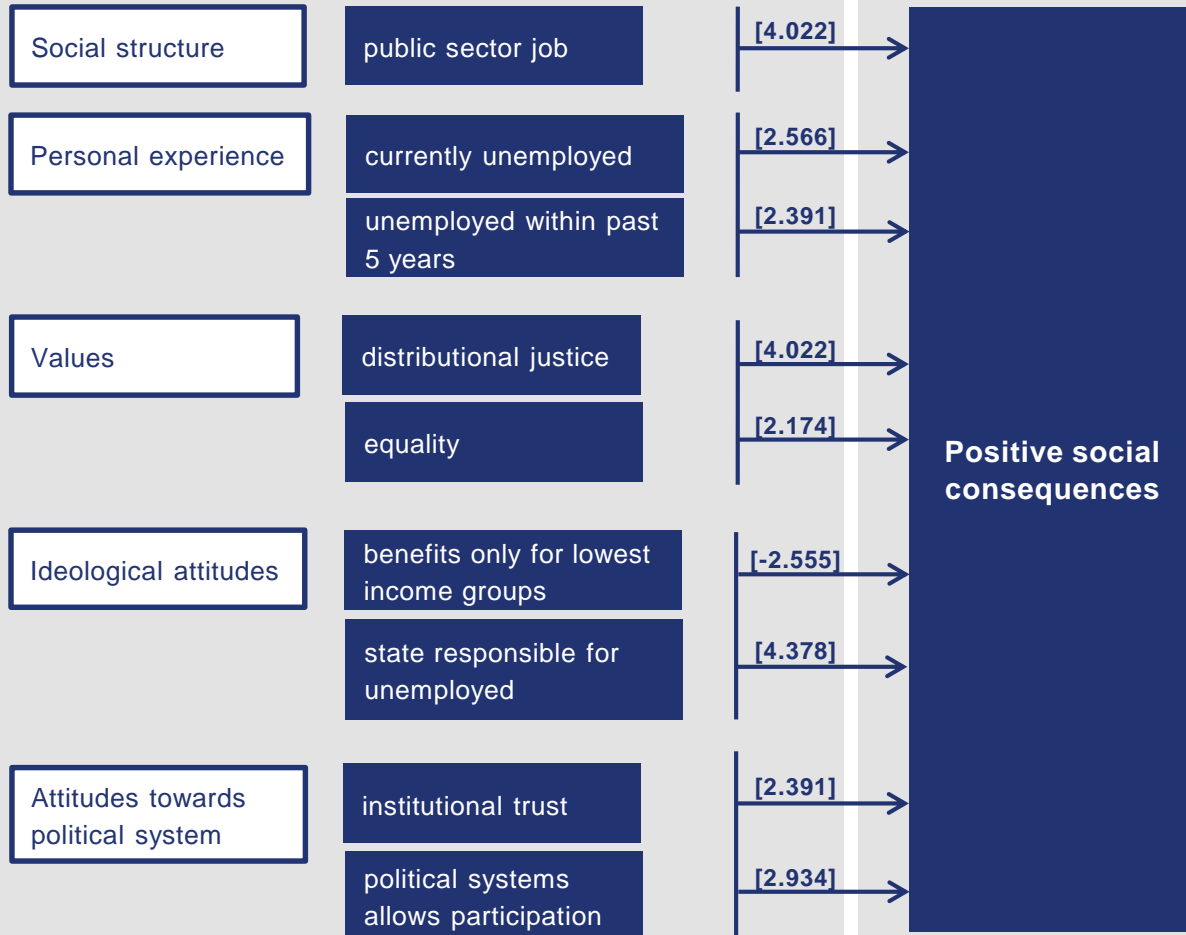 Social structure
public sector job
[4.022]
Personal experience
currently unemployed
[2.566]
unemployed within past
5 years
[2.391]
Values
distributional justice
[4.022]
equality
[2.174]
Positive social
consequences
Ideological attitudes
benefits only for lowest
income groups
[-2.555]
state responsible for
unemployed
[4.378]
Attitudes towards
political system
institutional trust
[2.391]
political systems
allows participation
[2.934]